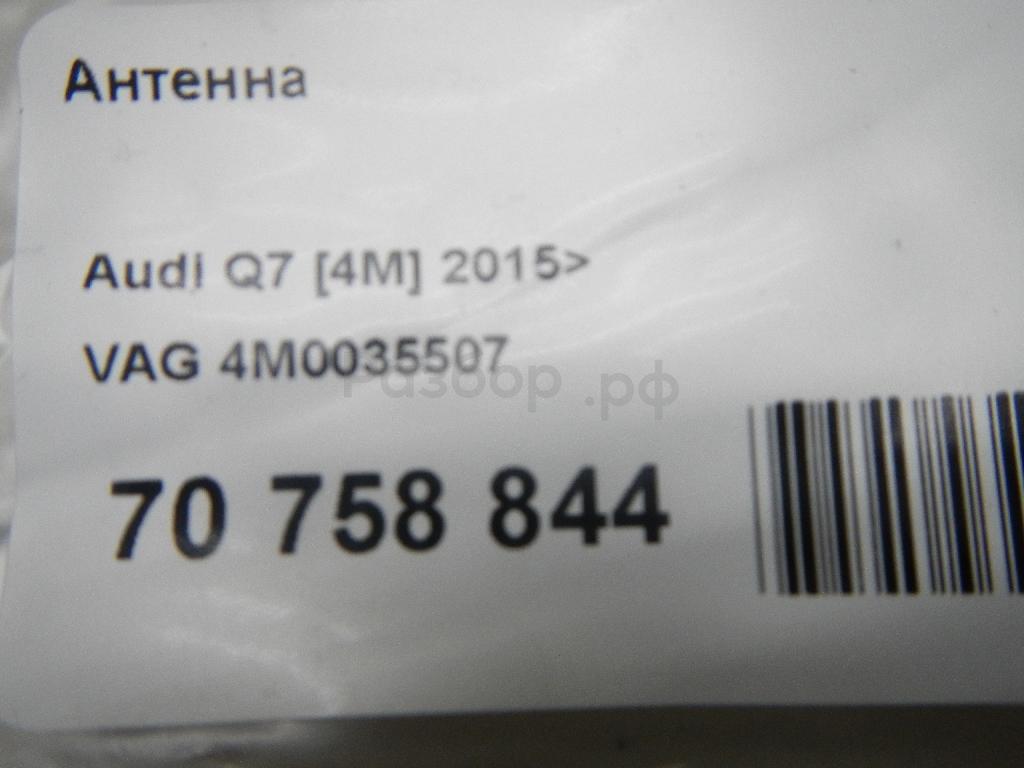 Антенна
Audi Q7 [4M] 2015>
VAG 4M0035507
Разбор .рф
70 758 844